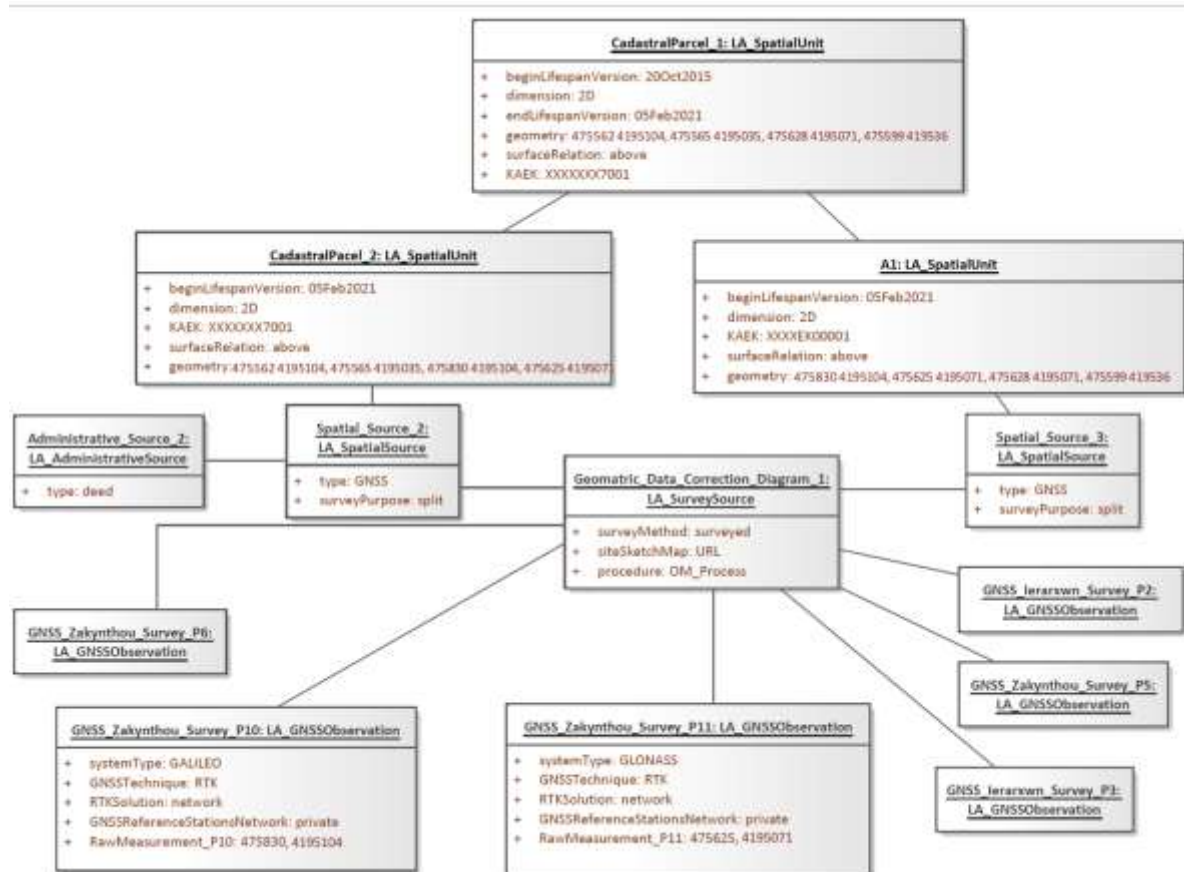 CadastralParcel_1: LA_SpatialUnit
+ beginLifespanVersion: 20Oct2015
+ dimension: 2D
+ endLifespanVersion: 05Feb2021
+ geometry: 475562 4195104, 475565 4195035, 475628 4195071, 475599 419536
+ surfaceRelation: above
+ KAEK: XXXXXXX7001
CadastralPacel_2: LA_SpatialUnit
+ beginLifespanVersion: 05Feb2021
+ dimension: 2D
+ KAEK: XXXXXXX7001
+ surfaceRelation: above
+ geometry: 475562 4195104, 475565 4195035, 475830 4195104, 475625 419507
A1: LA_SpatialUnit
+ beginLifespanVersion: 05Feb2021
+ dimension: 2D
+ KAEK: XXXXEK00001
+ surfaceRelation: above
+ geometry: 475830 4195104, 475625 4195071, 475628 4195071, 475599 419536
Administrative_Source_2:
LA_AdministrativeSource
+ type: deed
Spatial_Source_2:
LA_SpatialSource
+ type: GNSS
+ surveyPurpose: split
Geomatric_Data_Correction_Diagram_1:
LA_SurveySource
+ surveyMethod: surveyed
+ siteSketchMap: URL
+ procedure: OM_Process
Spatial_Source_3:
LA_SpatialSource
+ type: GNSS
+ surveyPurpose: split
GNSS_Zakynthou_Survey_P6:
LA_GNSSObservation
GNSS_Ierarxwn_Survey_P2:
LA_GNSSObservation
GNSS_Zakynthou_Survey_P5:
LA_GNSSObservation
GNSS_Ierarxwn_Survey_P3:
LA_GNSSObservation
GNSS_Zakynthou_Survey_P10: LA_GNSSObservation
+ systemType: GALILEO
+ GNSSTechnique: RTK
+ RTKSolution: network
+ GNSSReferenceStationsNetwork: private
+ RawMeasurement_P10: 475830, 4195104
GNSS_Zakynthou_Survey_P11: LA_GNSSObservation
+ systemType: GLONASS
+ GNSSTechnique: RTK
+ RTKSolution: network
+ GNSSReferenceStationsNetwork: private
+ RawMeasurement_P11: 475625, 4195071